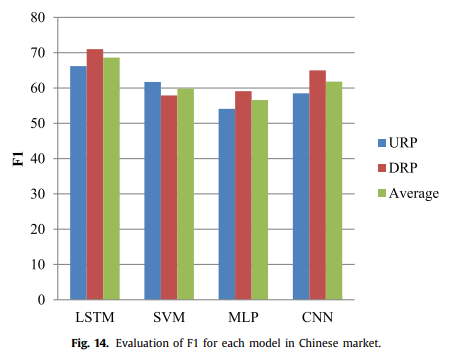 80
70
60
50
40
30
20
10
0
F1
LSTM SVM MLP CNN
URP
DRP
Average
Fig. 14. Evaluation of F1 for each model in Chinese market.